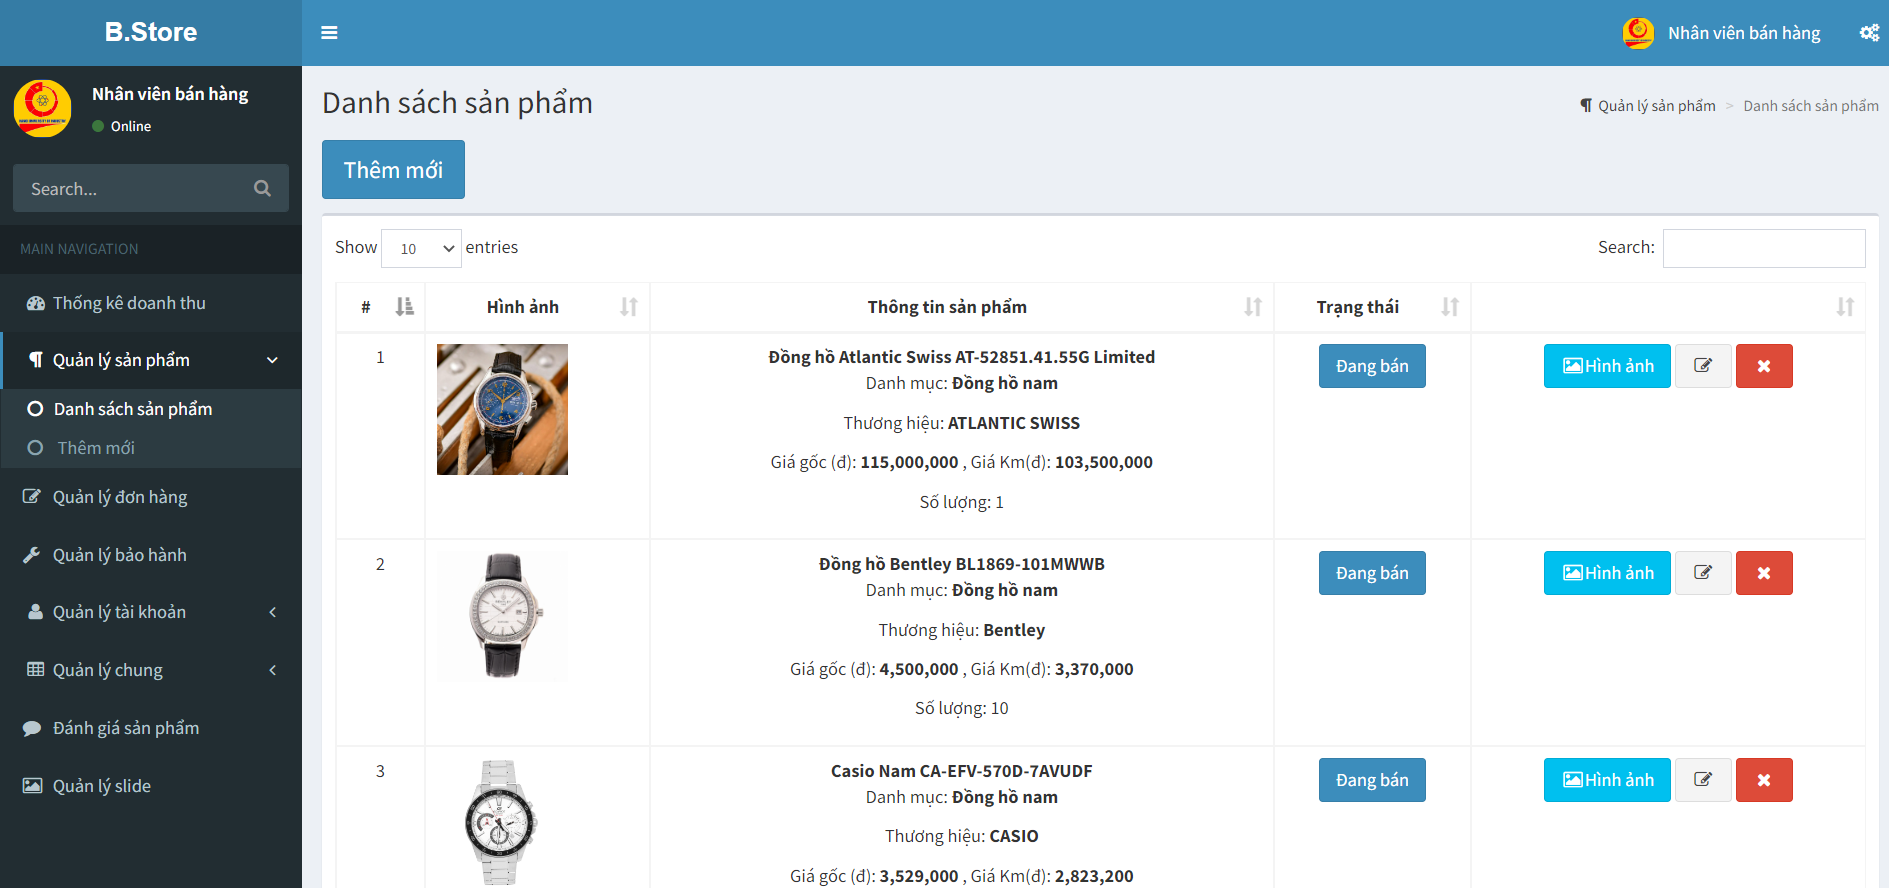 B.Store
Nhân viên bán hàng
Nhân viên bán hàng
Online
Search...
MAIN NAVIGATION
Thống kê doanh thu
Quản lý sản phẩm
Danh sách sản phẩm
Thêm mới
Quản lý đơn hàng
Quản lý bảo hành
Quản lý tài khoản
Quản lý chung
Đánh giá sản phẩm
Quản lý slide
Danh sách sản phẩm
Quản lý sản phẩm > Danh sách sản phẩm
Thêm mới
Show 10 entries
Search:
# Hình ảnh Thông tin sản phẩm Trạng thái
1 Đồng hồ Atlantic Swiss AT-52851.41.55G Limited Đang bán Hình ảnh
Danh mục: Đồng hồ nam
Thương hiệu: ATLANTIC SWISS
Giá gốc (đ): 115,000,000 , Giá Km(đ): 103,500,000
Số lượng: 1
2 Đồng hồ Bentley BL1869-101MWWB Đang bán Hình ảnh
Danh mục: Đồng hồ nam
Thương hiệu: Bentley
Giá gốc (đ): 4,500,000 , Giá Km(đ): 3,370,000
Số lượng: 10
3 Casio Nam CA-EFV-570D-7AVUDF Đang bán Hình ảnh
Danh mục: Đồng hồ nam
Thương hiệu: CASIO
Giá gốc (đ): 3,529,000 , Giá Km(đ): 2,823,200